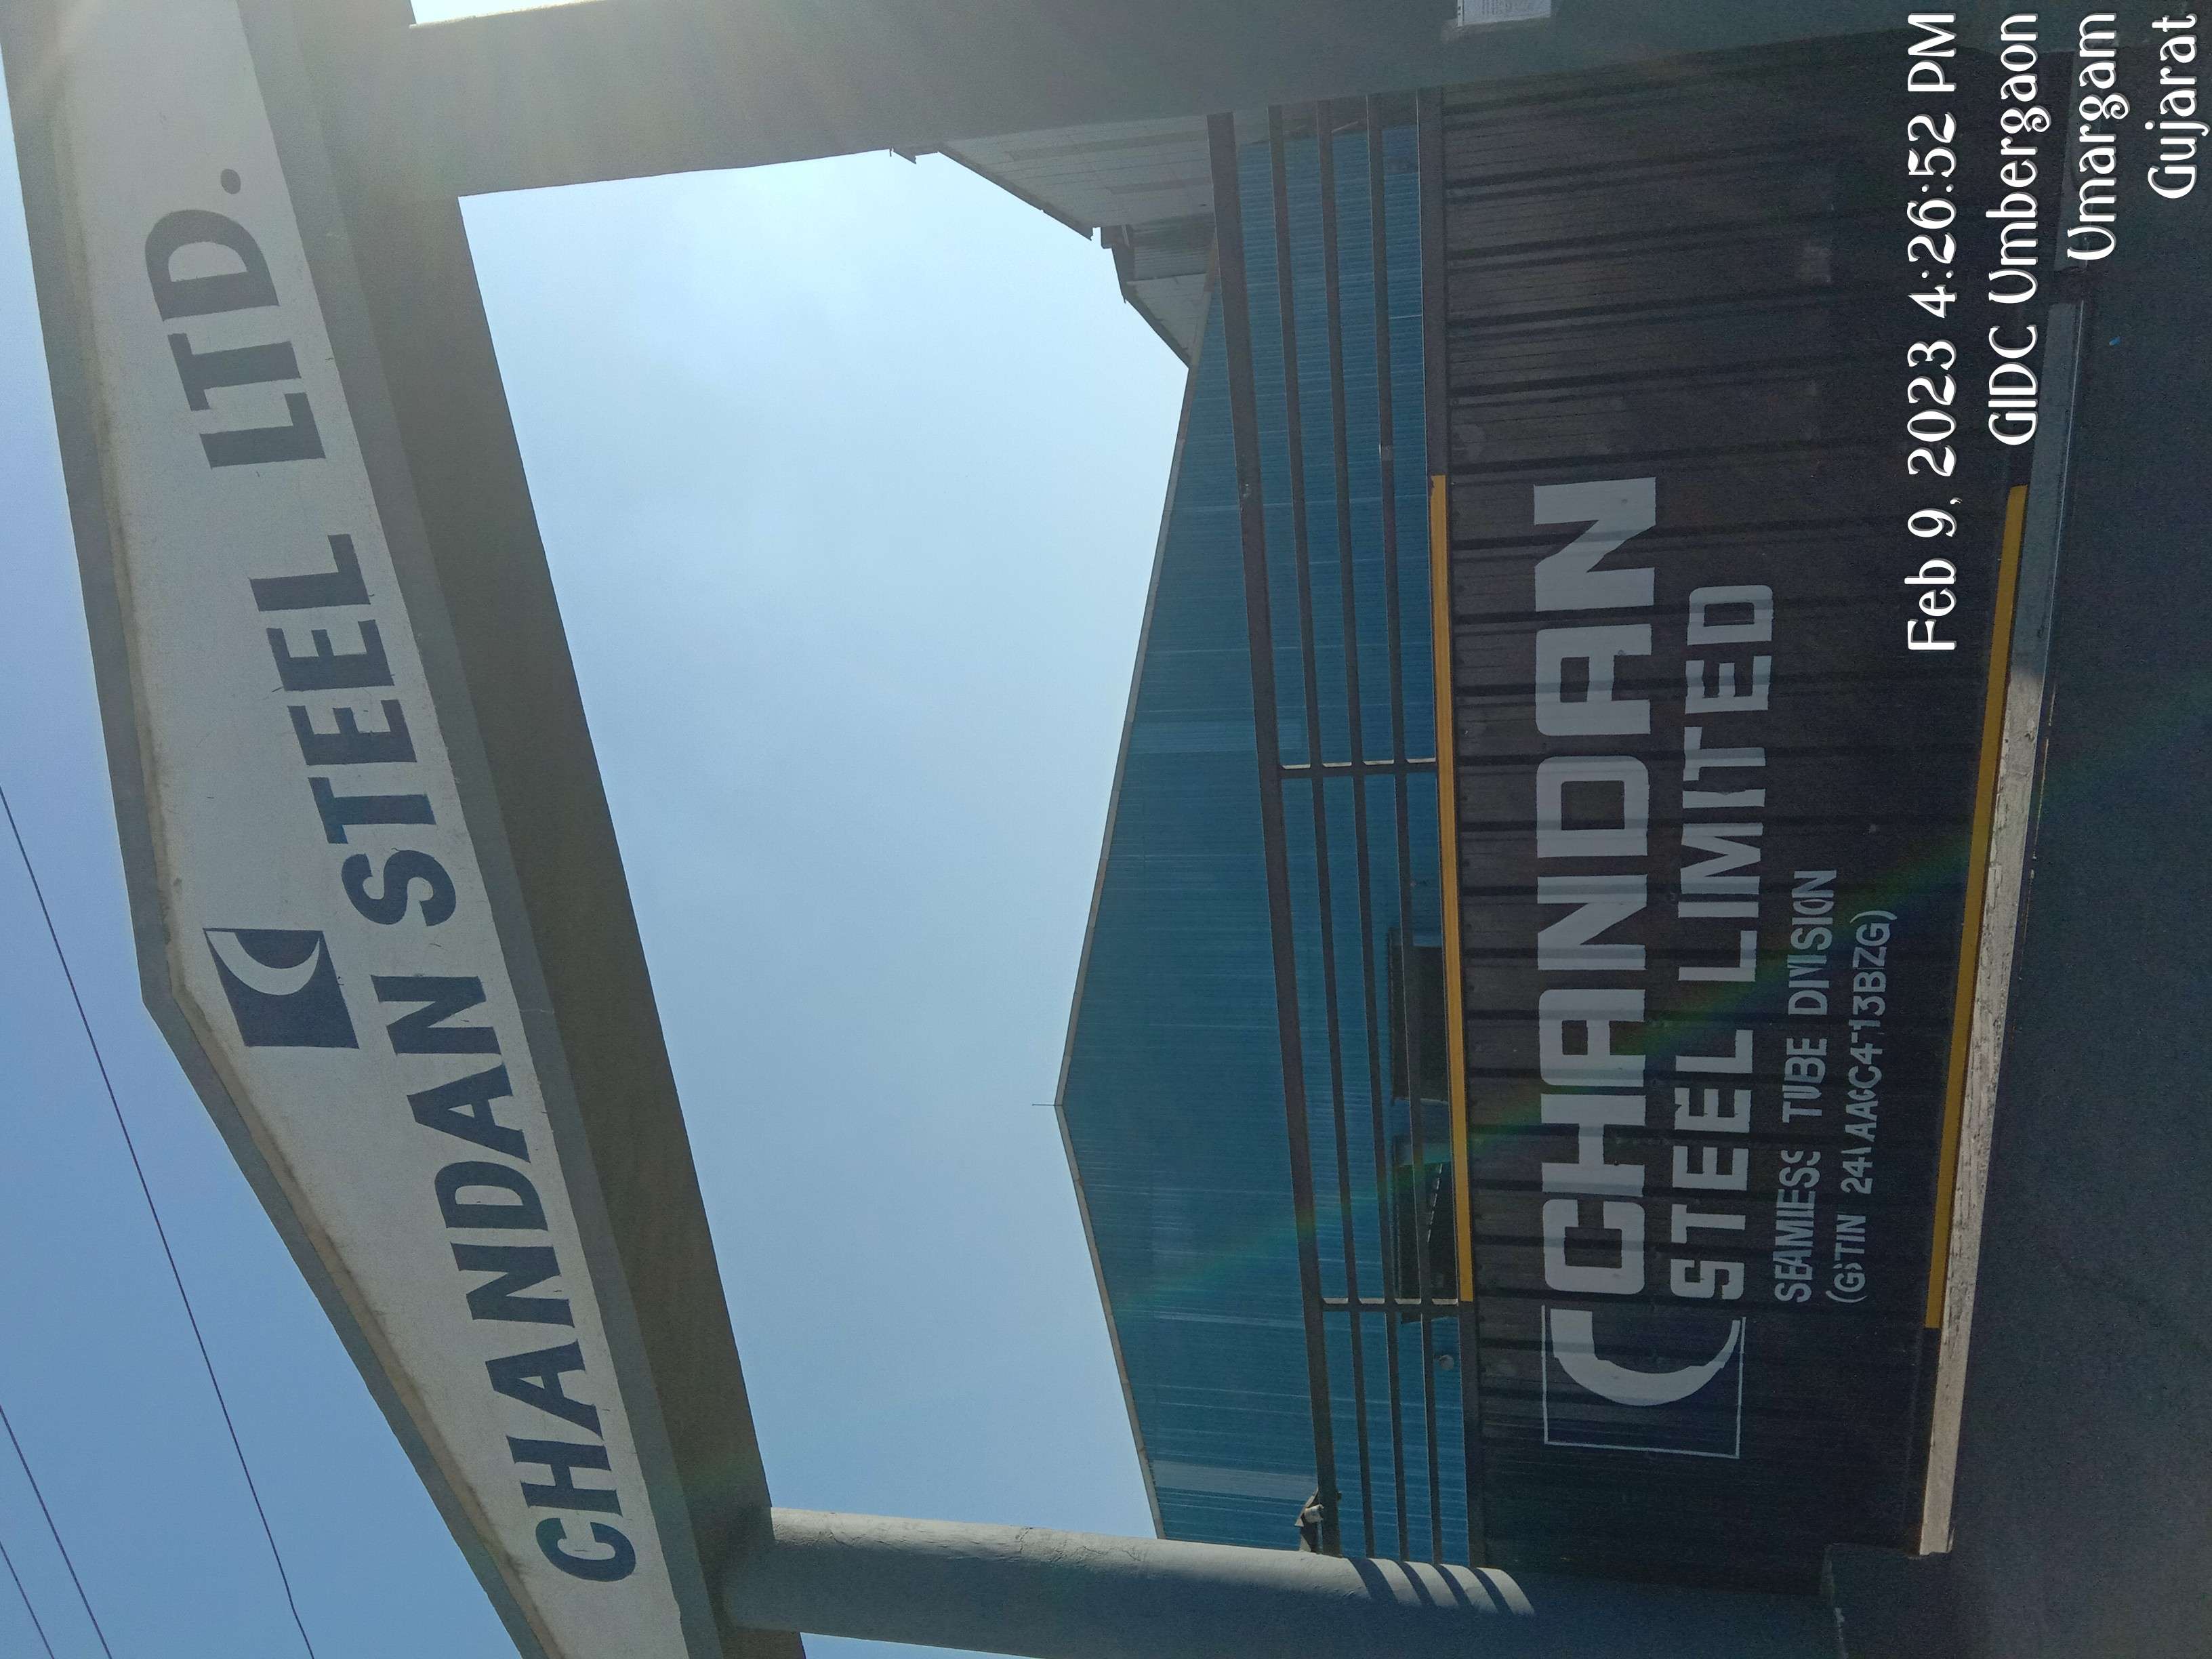 CHANDAN STEEL LTD.
CHANDAN
STEEL LIMITED
SEAMLESS TUBE DIVISION
Feb 9, 2023 4:26:52 PM
GIDC Umbergaon
Umargam
Gujarat